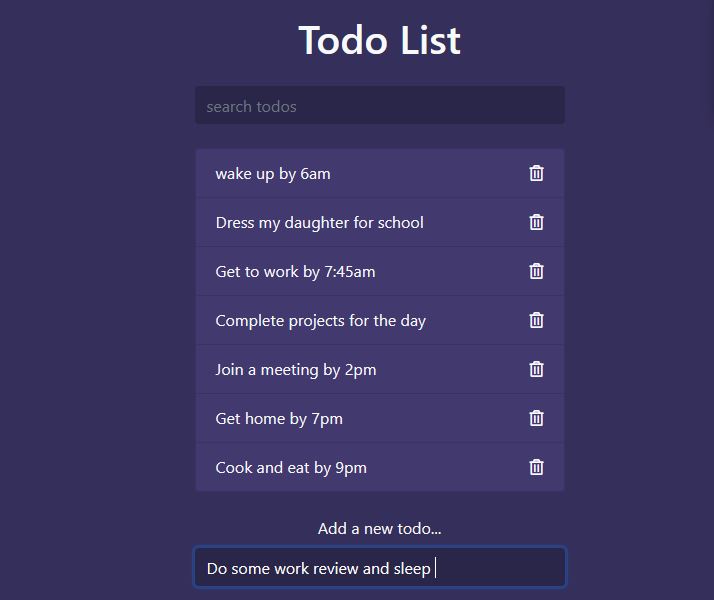 Todo List
search todos
wake up by 6am
Dress my daughter for school
Get to work by 7:45am
Complete projects for the day
Join a meeting by 2pm
Get home by 7pm
Cook and eat by 9pm
Add a new todo...
Do some work review and sleep